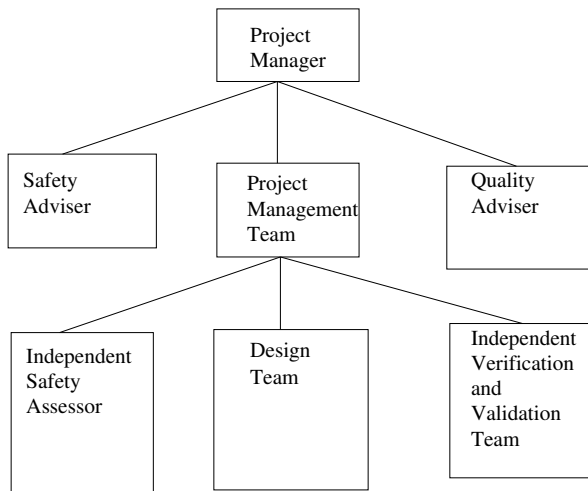 Project
Manager
Safety
Adviser
Project
Management
Team
Quality
Adviser
Independent
Safety
Assessor
Design
Team
Independent
Verification
and
Validation
Team